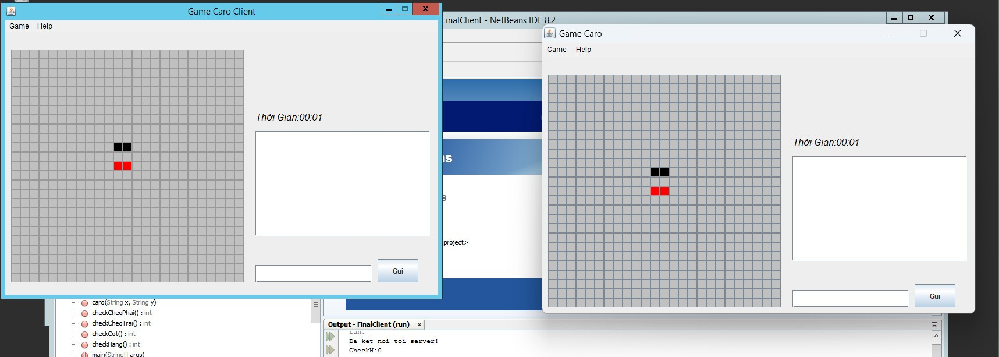 Game Caro Client
Game Help
Thời Gian:00:01
Gui
FinalClient - NetBeans IDE 8.2
Game Caro
Game Help
Thời Gian:00:01
Gui
project>
caro(String x, String y)
checkCheoPhai() : int
checkCheoTrai() : int
checkCot() : int
checkHang() : int
main(String[] args)
Output - FinalClient (run)
run:
Da ket noi toi server!
CheckH:0